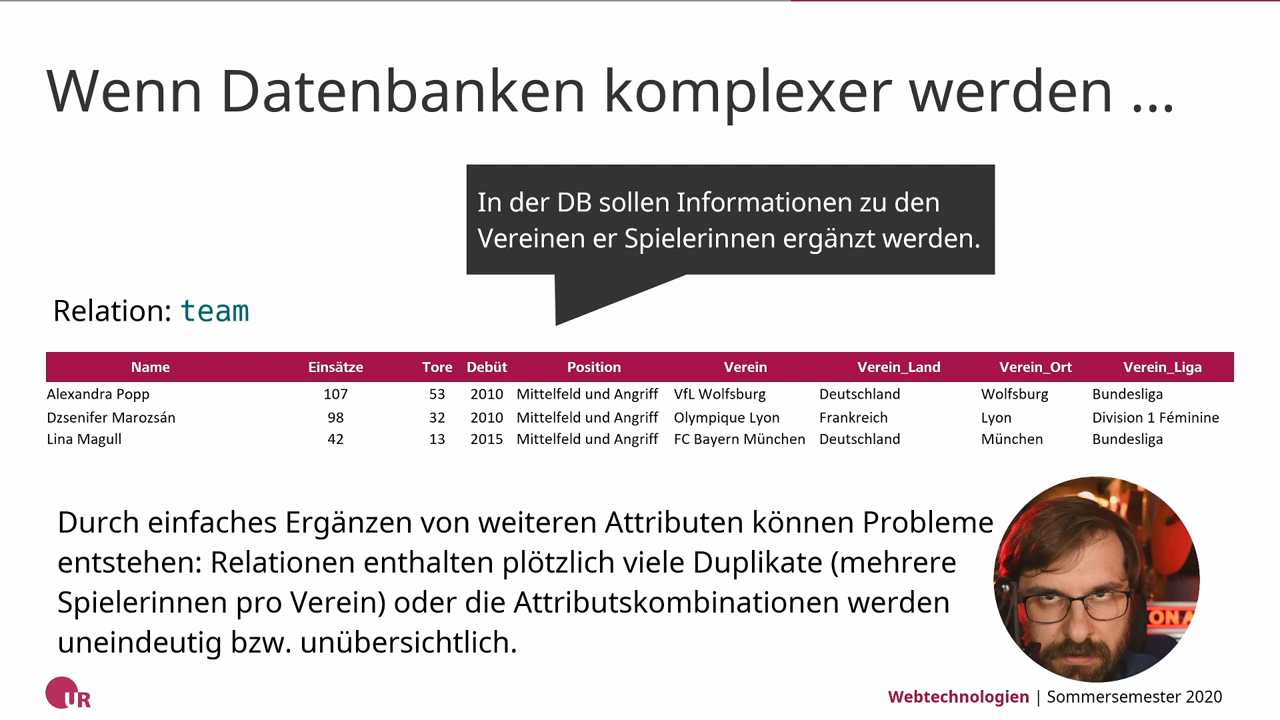 Wenn Datenbanken komplexer werden ...
In der DB sollen Informationen zu den
Vereinen er Spielerinnen ergänzt werden.
Relation: team
Name Einsätze Tore Debüt Position Verein Verein_Land Verein_Ort Verein_Liga
Alexandra Popp 107 53 2010 Mittelfeld und Angriff VfL Wolfsburg Deutschland Wolfsburg Bundesliga
Dzsenifer Marozsán 98 32 2010 Mittelfeld und Angriff Olympique Lyon Frankreich Lyon Division 1 Féminine
Lina Magull 42 13 2015 Mittelfeld und Angriff FC Bayern München Deutschland München Bundesliga
Durch einfaches Ergänzen von weiteren Attributen können Probleme
entstehen: Relationen enthalten plötzlich viele Duplikate (mehrere
Spielerinnen pro Verein) oder die Attributskombinationen werden
uneindeutig bzw. unübersichtlich.
ON A
UR
Webtechnologien | Sommersemester 2020